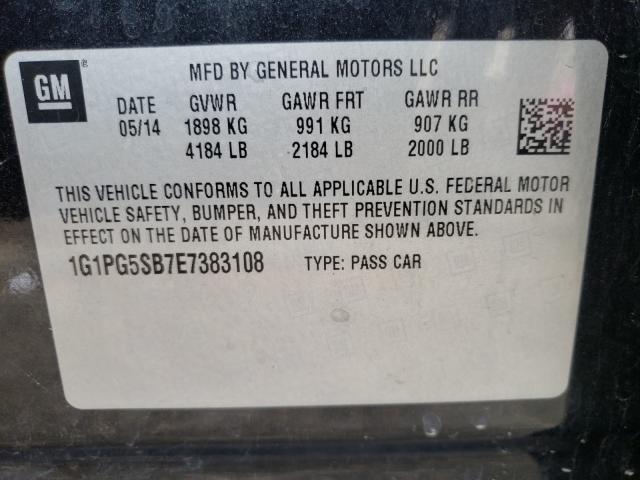 GM®
MFD BY GENERAL MOTORS LLC
DATE GVWR GAWR FRT GAWR RR
05/14 1898 KG 991 KG 907 KG
4184 LB 2184 LB 2000 LB
THIS VEHICLE CONFORMS TO ALL APPLICABLE U.S. FEDERAL MOTOR
VEHICLE SAFETY, BUMPER, AND THEFT PREVENTION STANDARDS IN
EFFECT ON THE DATE OF MANUFACTURE SHOWN ABOVE.
1G1PG5SB7E7383108 TYPE: PASS CAR